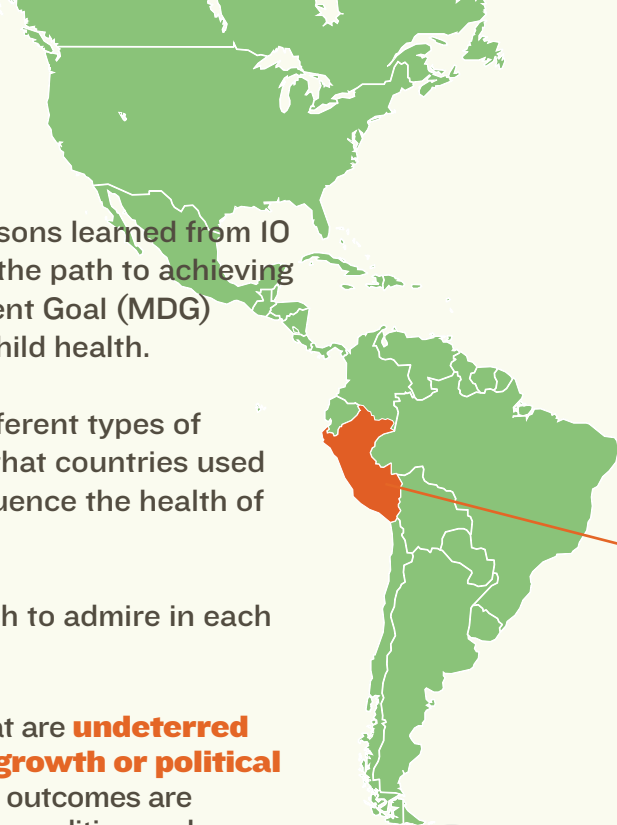 sons learned from 10
the path to achieving
ent Goal (MDG)
hild health.
ferent types of
hat countries used
uence the health of
h to admire in each
at are undeterred
growth or political
outcomes are